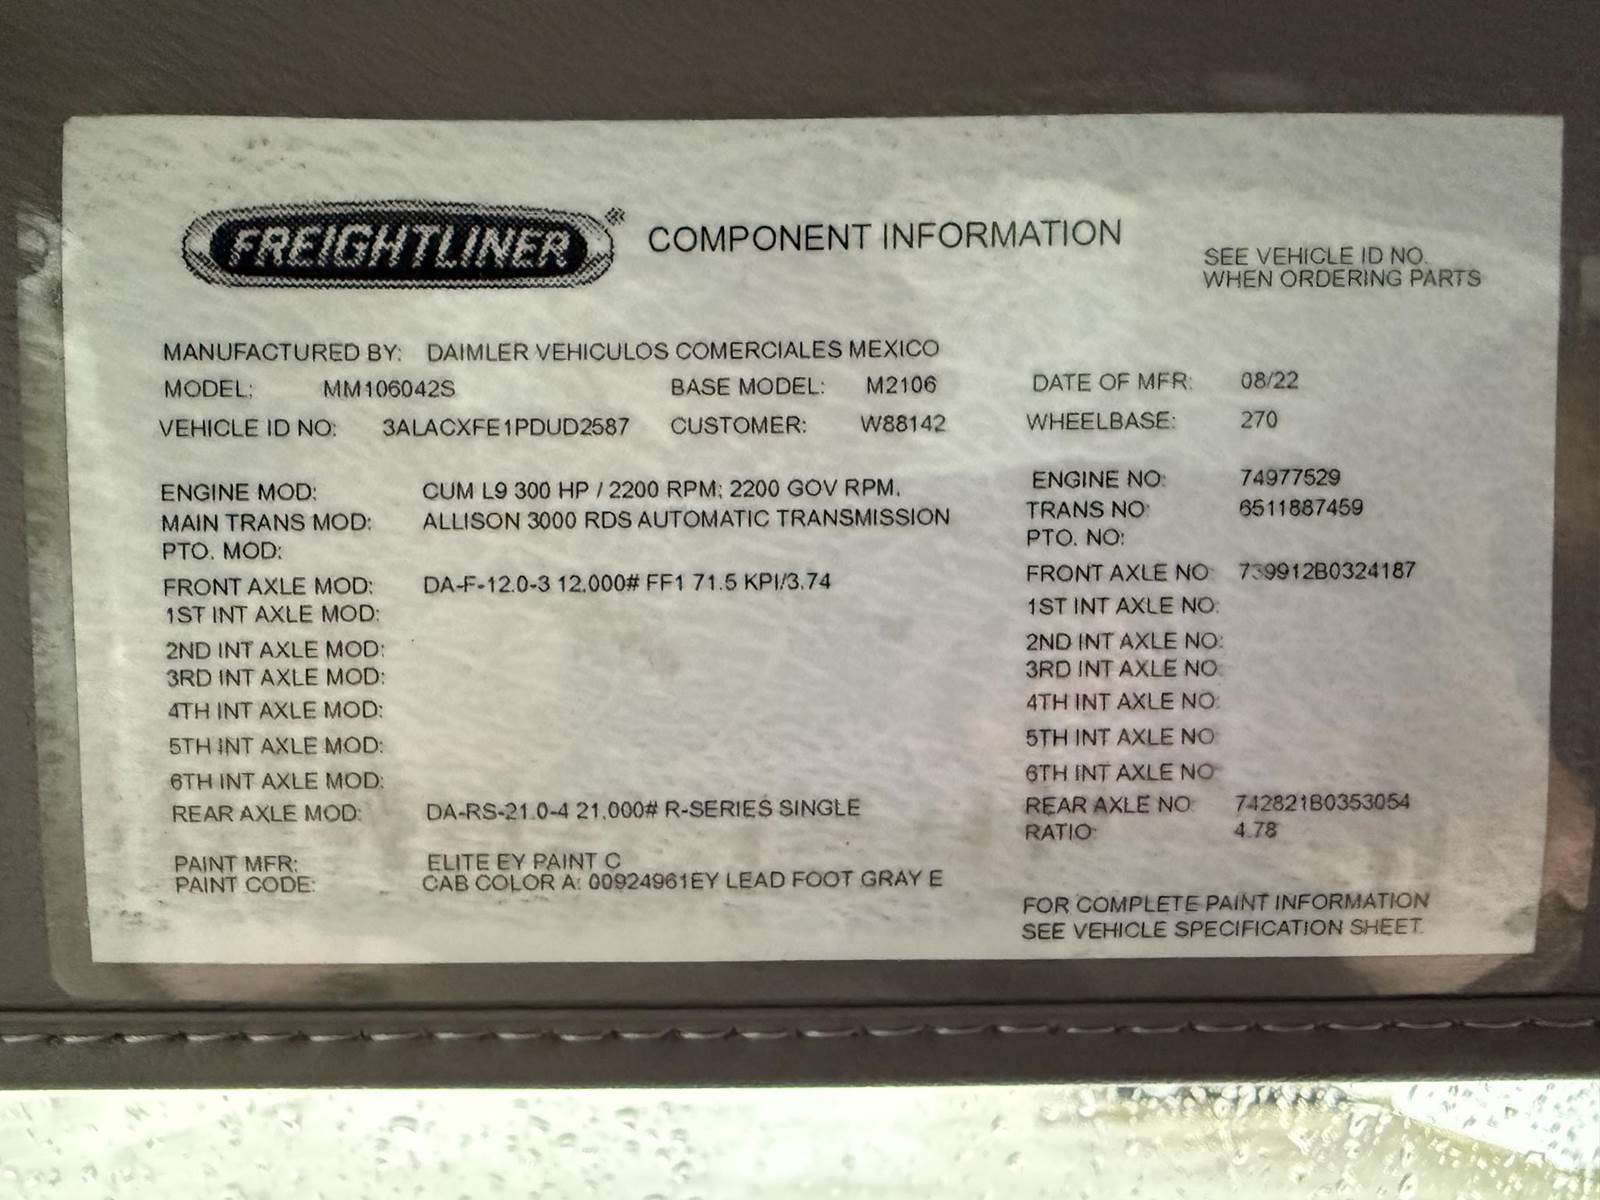 FREIGHTLINER COMPONENT INFORMATION
SEE VEHICLE ID NO.
WHEN ORDERING PARTS
MANUFACTURED BY: DAIMLER VEHICULOS COMERCIALES MEXICO
MODEL: MM106042S BASE MODEL: M2106 DATE OF MFR: 08/22
VEHICLE ID NO: 3ALACXFE1PDUD2587 CUSTOMER: W88142 WHEELBASE: 270
ENGINE MOD: CUM L9 300 HP / 2200 RPM; 2200 GOV RPM, ENGINE NO: 74977529
MAIN TRANS MOD: ALLISON 3000 RDS AUTOMATIC TRANSMISSION TRANS NO: 6511887459
PTO. MOD: PTO. NO:
FRONT AXLE MOD: DA-F-12.0-3 12,000# FF1 71.5 KPI/3.74 FRONT AXLE NO: 739912B0324187
1ST INT AXLE MOD: 1ST INT AXLE NO:
2ND INT AXLE MOD: 2ND INT AXLE NO:
3RD INT AXLE MOD: 3RD INT AXLE NO:
4TH INT AXLE MOD: 4TH INT AXLE NO:
5TH INT AXLE MOD: 5TH INT AXLE NO:
6TH INT AXLE MOD: 6TH INT AXLE NO:
REAR AXLE MOD: DA-RS-21.0-4 21,000# R-SERIES SINGLE REAR AXLE NO: 742821B0353054
RATIO: 4.78
PAINT MFR: ELITE EY PAINT C
PAINT CODE: CAB COLOR A: 00924961EY LEAD FOOT GRAY E
FOR COMPLETE PAINT INFORMATION
SEE VEHICLE SPECIFICATION SHEET.